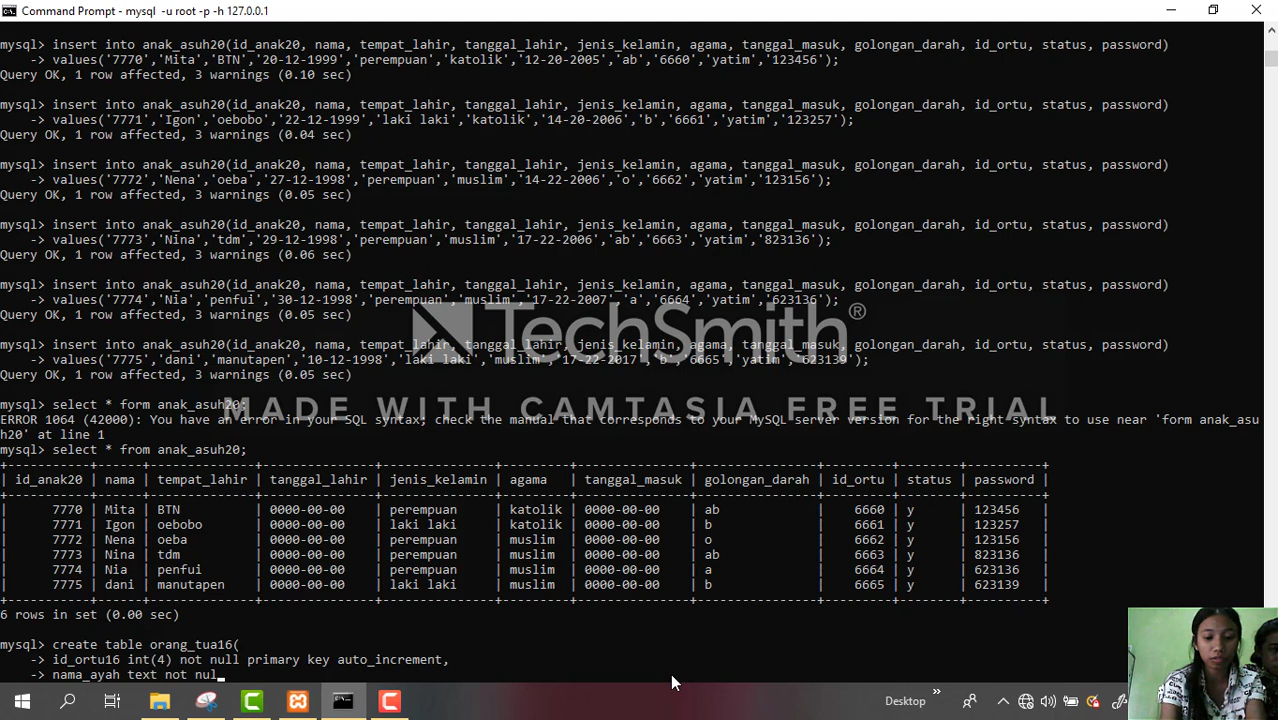 Command Prompt - mysql -u root -p -h 127.0.0.1
mysql> insert into anak_asuh20(id_anak20, nama, tempat_lahir, tanggal_lahir, jenis_kelamin, agama, tanggal_masuk, golongan_darah, id_ortu, status, password)
-> values('7770','Mita','BTN','20-12-1999','perempuan','katolik','12-20-2005','ab','6660','yatim','123456');
Query OK, 1 row affected, 3 warnings (0.10 sec)
mysql> insert into anak_asuh20(id_anak20, nama, tempat_lahir, tanggal_lahir, jenis_kelamin, agama, tanggal_masuk, golongan_darah, id_ortu, status, password)
-> values('7771','Igon','oebobo','22-12-1999','laki laki','katolik','14-20-2006','b','6661','yatim','123257');
Query OK, 1 row affected, 3 warnings (0.04 sec)
mysql> insert into anak_asuh20(id_anak20, nama, tempat_lahir, tanggal_lahir, jenis_kelamin, agama, tanggal_masuk, golongan_darah, id_ortu, status, password)
-> values('7772','Nena','oeba','27-12-1998','perempuan','muslim','14-22-2006','o','6662','yatim','123156');
Query OK, 1 row affected, 3 warnings (0.05 sec)
mysql> insert into anak_asuh20(id_anak20, nama, tempat_lahir, tanggal_lahir, jenis_kelamin, agama, tanggal_masuk, golongan_darah, id_ortu, status, password)
-> values('7773','Nina','tdm','29-12-1998','perempuan','muslim','17-22-2006','ab','6663','yatim','823136');
Query OK, 1 row affected, 3 warnings (0.06 sec)
mysql> insert into anak_asuh20(id_anak20, nama, tempat_lahir, tanggal_lahir, jenis_kelamin, agama, tanggal_masuk, golongan_darah, id_ortu, status, password)
-> values('7774','Nia','penfui','30-12-1998','perempuan','muslim','17-22-2007','a','6664','yatim','623136');
Query OK, 1 row affected, 3 warnings (0.05 sec)
TechSmith®
mysql> insert into anak_asuh20(id_anak20, nama, tempat_lahir, tanggal_lahir, jenis_kelamin, agama, tanggal_masuk, golongan_darah, id_ortu, status, password)
-> values('7775','dani','manutapen','10-12-1998','laki laki','muslim','17-22-2017','b','6665','yatim','623139');
Query OK, 1 row affected, 3 warnings (0.05 sec)
mysql> select * form anak_asuh20;
MADE WITH CAMTASIA FREE TRIAL
ERROR 1064 (42000): You have an error in your SQL syntax; check the manual that corresponds to your MySQL server version for the right syntax to use near 'form anak_asu
h20' at line 1
mysql> select * from anak_asuh20;
| id_anak20 | nama | tempat_lahir | tanggal_lahir | jenis_kelamin | agama | tanggal_masuk | golongan_darah | id_ortu | status | password |
| 7770 | Mita | BTN | 0000-00-00 | perempuan | katolik | 0000-00-00 | ab | 6660 | y | 123456 |
| 7771 | Igon | oebobo | 0000-00-00 | laki laki | katolik | 0000-00-00 | b | 6661 | y | 123257 |
| 7772 | Nena | oeba | 0000-00-00 | perempuan | muslim | 0000-00-00 | o | 6662 | y | 123156 |
| 7773 | Nina | tdm | 0000-00-00 | perempuan | muslim | 0000-00-00 | ab | 6663 | y | 823136 |
| 7774 | Nia | penfui | 0000-00-00 | perempuan | muslim | 0000-00-00 | a | 6664 | y | 623136 |
| 7775 | dani | manutapen | 0000-00-00 | laki laki | muslim | 0000-00-00 | b | 6665 | y | 623139 |
6 rows in set (0.00 sec)
mysql> create table orang_tua16(
-> id_ortu16 int(4) not null primary key auto_increment,
-> nama_ayah text not nul_
Desktop